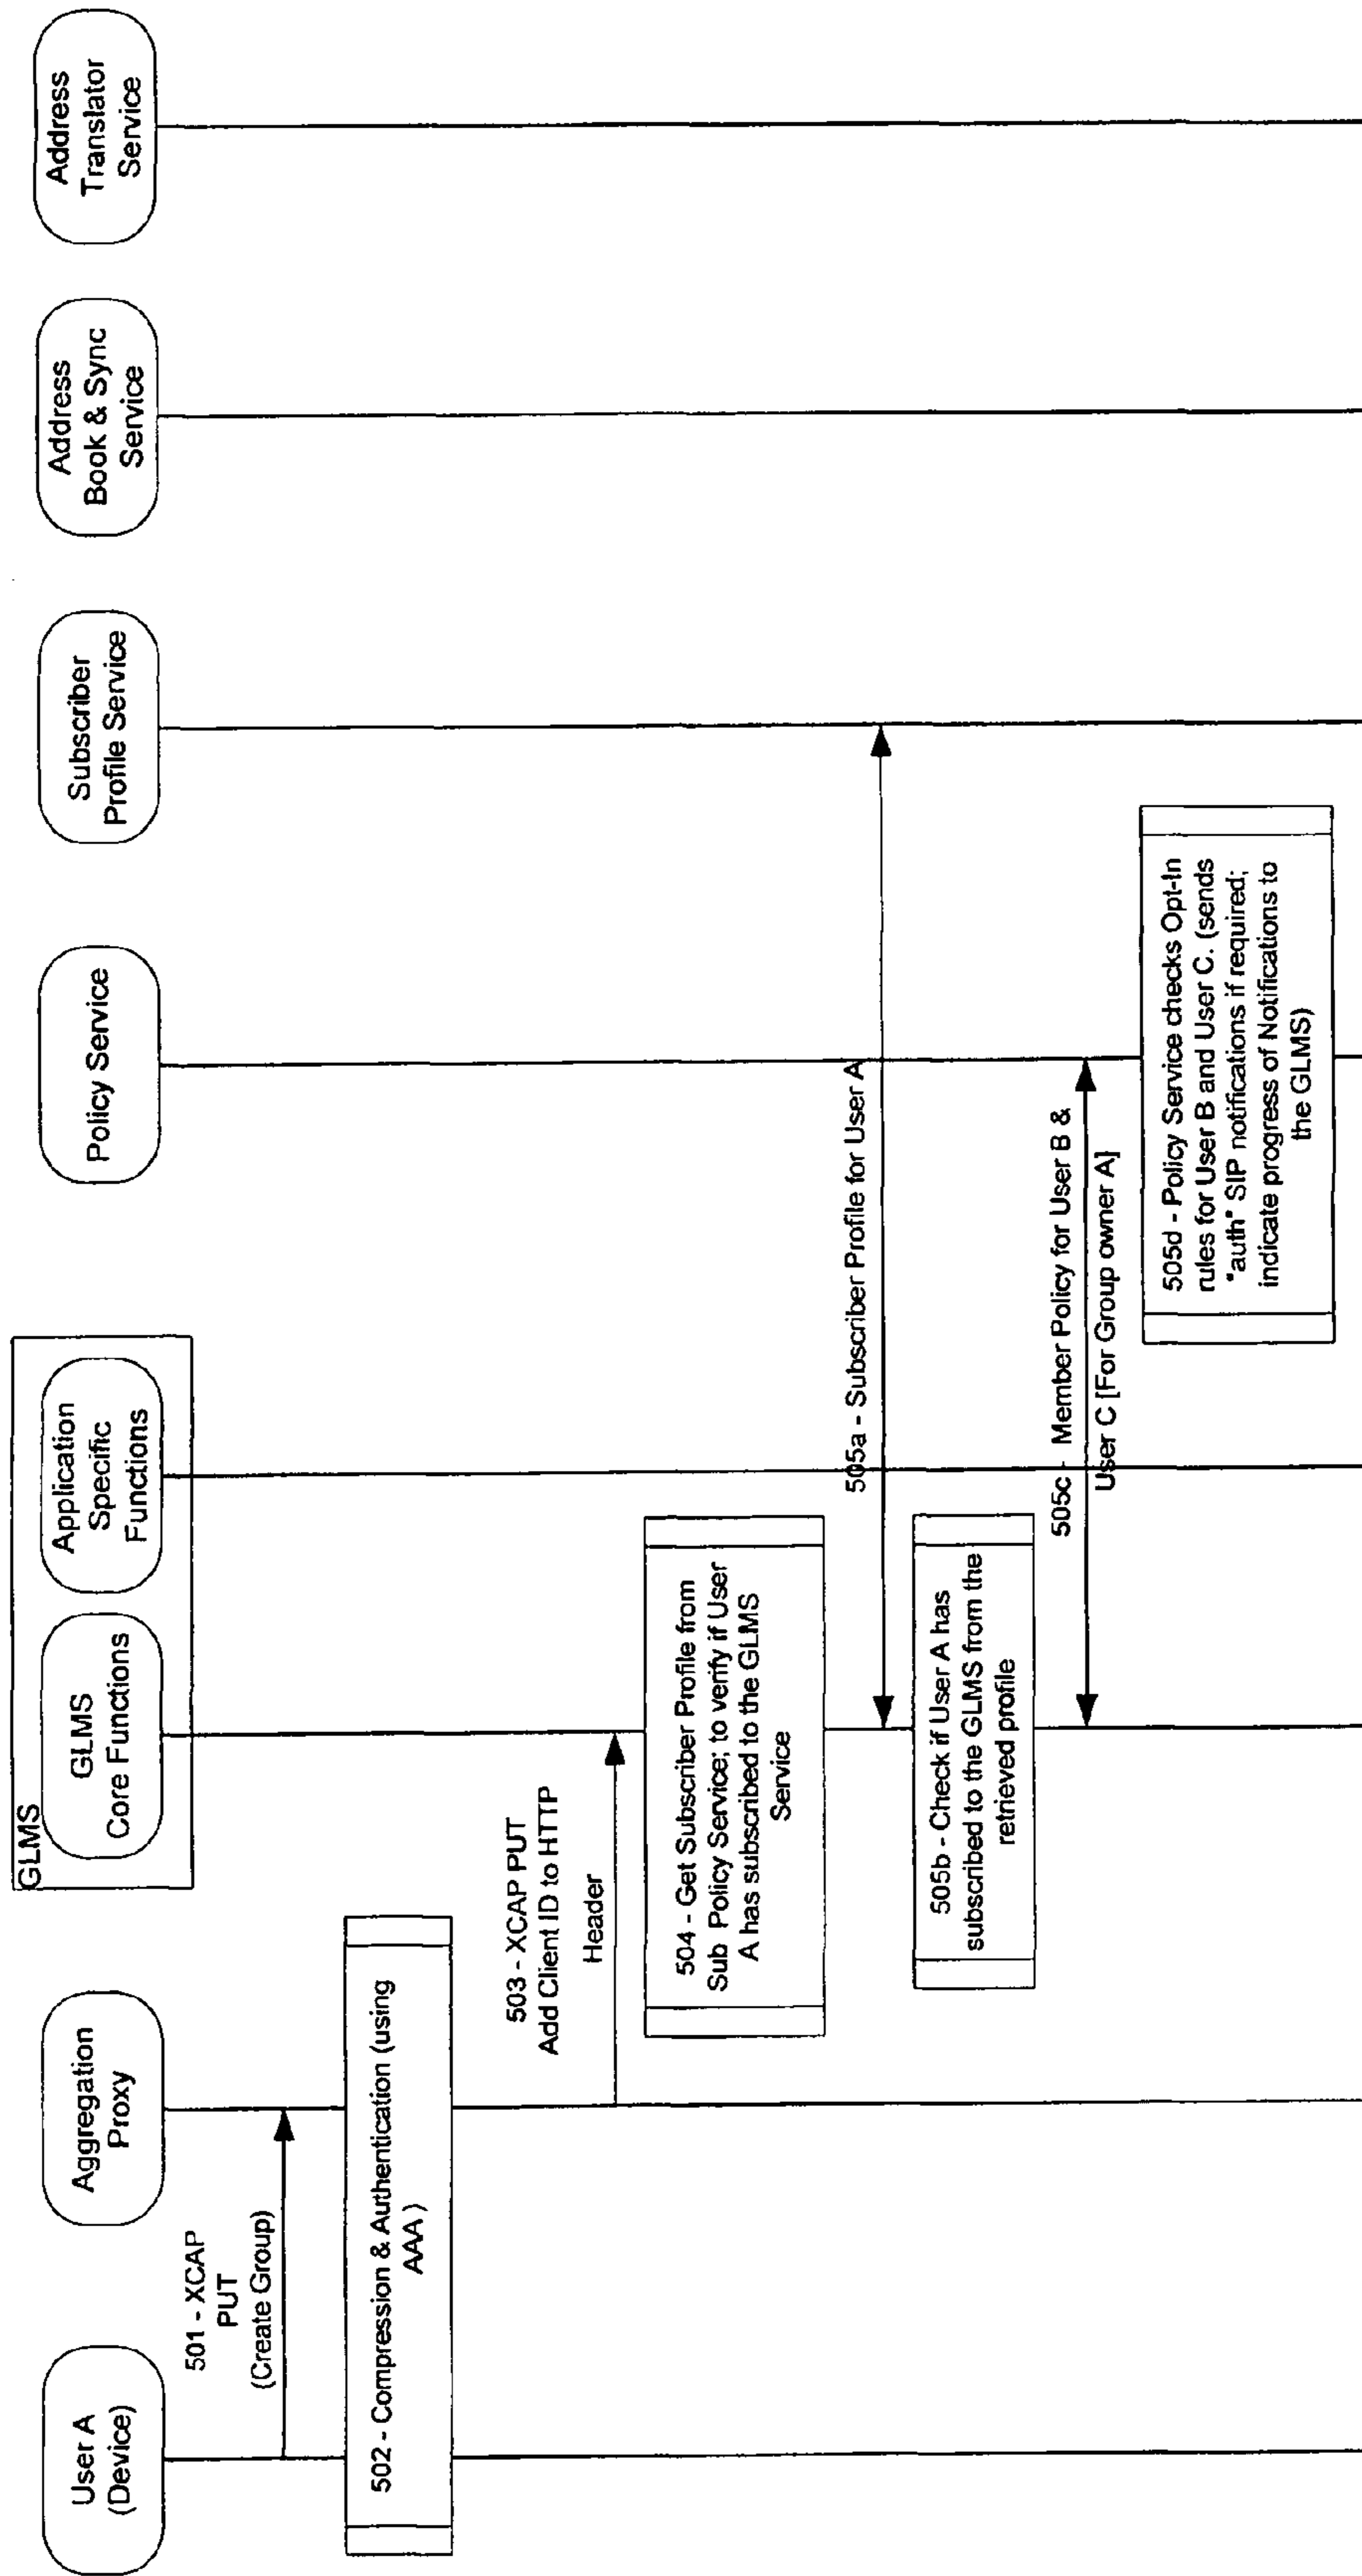 User A
(Device)
Aggregation
Proxy
GLMS
GLMS
Core Functions
Application
Specific
Functions
Policy Service
Subscriber
Profile Service
Address
Book & Sync
Service
Address
Translator
Service
501 - XCAP
PUT
(Create Group)
502 - Compression & Authentication (using
AAA )
503 - XCAP PUT
Add Client ID to HTTP
Header
504 - Get Subscriber Profile from
Sub Policy Service; to verify if User
A has subscribed to the GLMS
Service
505a - Subscriber Profile for User A
505b - Check if User A has
subscribed to the GLMS from the
retrieved profile
505c - Member Policy for User B &
User C [For Group owner A]
505d - Policy Service checks Opt-In
rules for User B and User C. (sends
"auth" SIP notifications if required;
indicate progress of Notifications to
the GLMS)